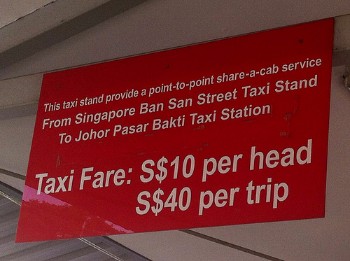 This taxi stand provide a point-to-point share-a-cab service
From Singapore Ban San Street Taxi Stand
To Johor Pasar Bakti Taxi Station
Taxi Fare: S$10 per head
S$40 per trip